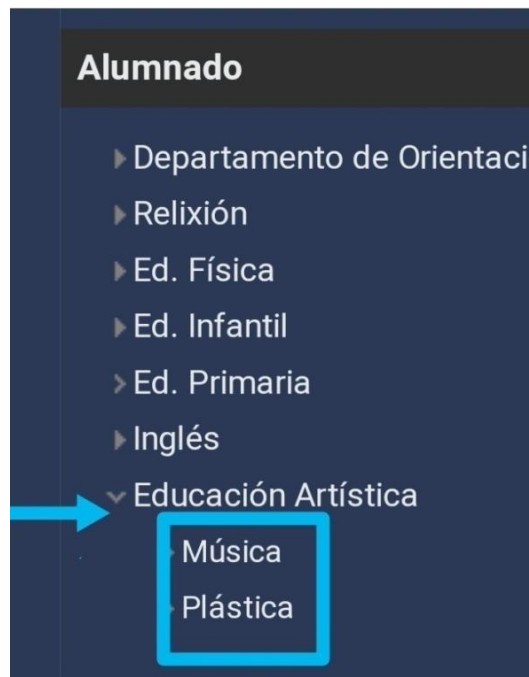 Alumnado
Departamento de Orientaci
Relixión
Ed. Física
Ed. Infantil
Ed. Primaria
Inglés
Educación Artística
Música
Plástica